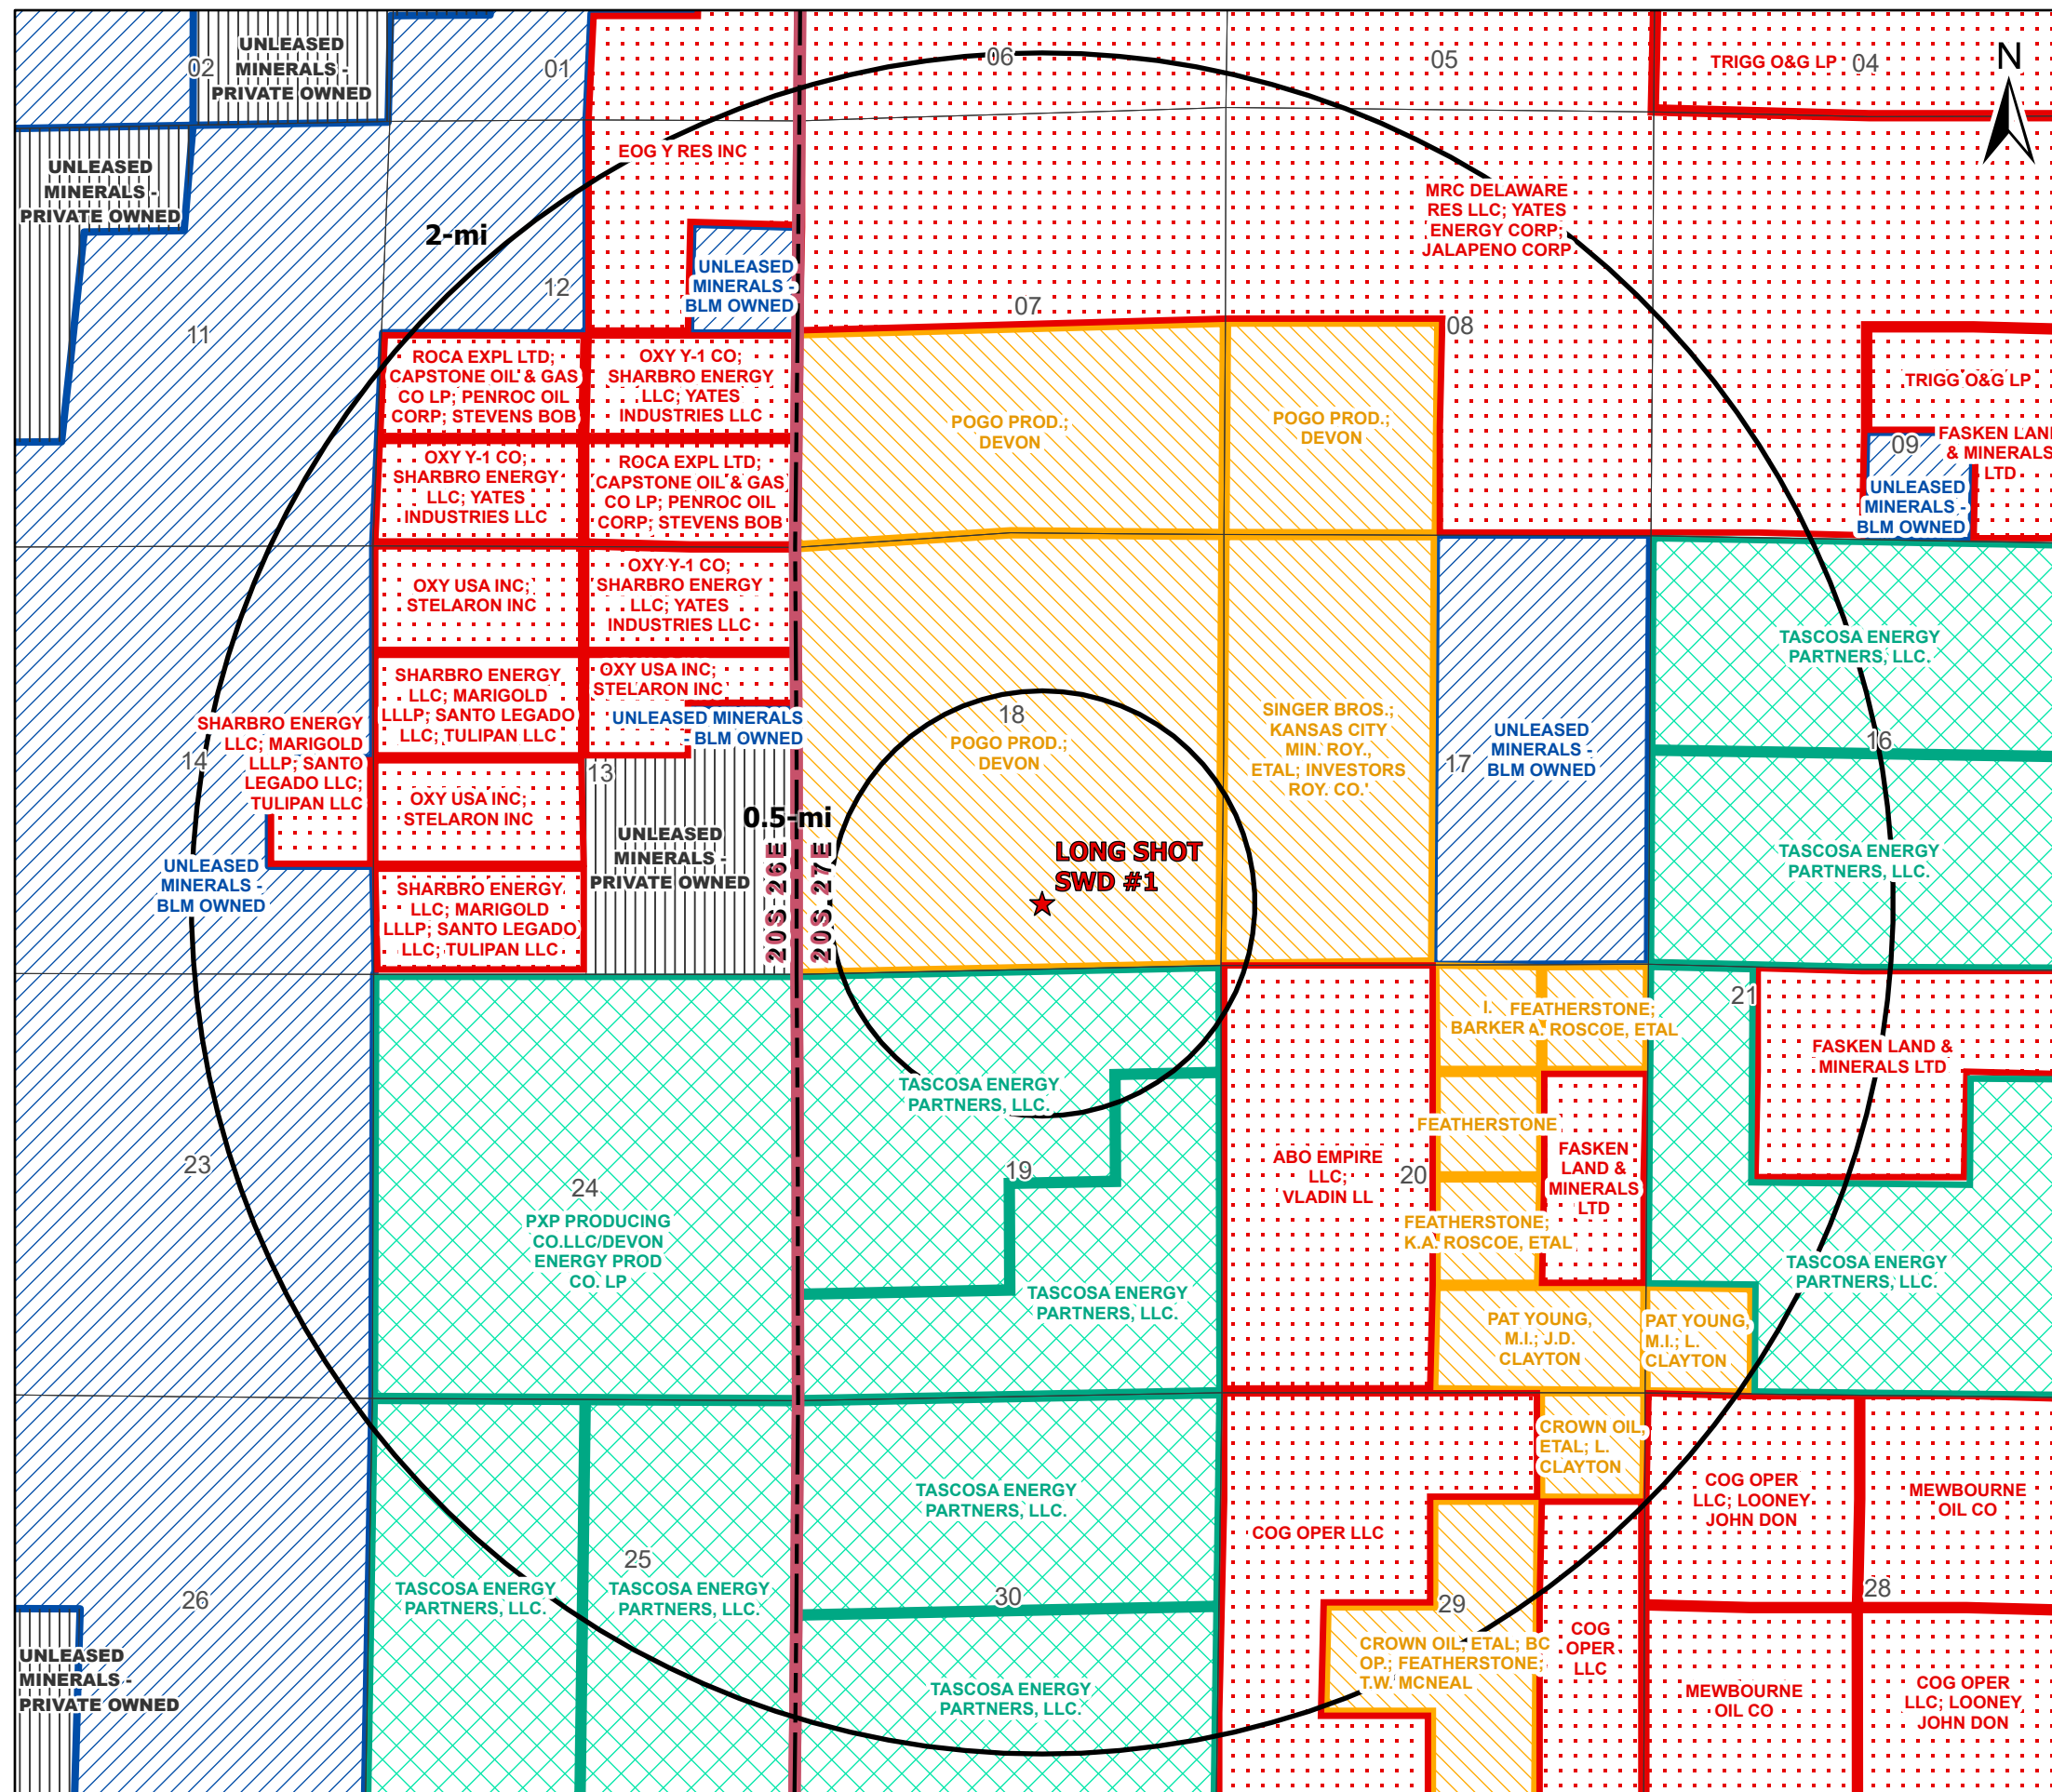 02
UNLEASED
MINERALS -
PRIVATE OWNED
01
06
05
TRIGG O&G LP
04
N
UNLEASED
MINERALS -
PRIVATE OWNED
2-mi
EOG Y RES INC
MRC DELAWARE
RES LLC; YATES
ENERGY CORP;
JALAPENO CORP
UNLEASED
MINERALS -
BLM OWNED
12
11
07
08
ROCA EXPL LTD;
CAPSTONE OIL & GAS
CO LP; PENROC OIL
CORP; STEVENS BOB
OXY Y-1 CO;
SHARBRO ENERGY
LLC; YATES
INDUSTRIES LLC
POGO PROD.;
DEVON
POGO PROD.;
DEVON
TRIGG O&G LP
09
FASKEN LAND
& MINERALS
LTD
UNLEASED
MINERALS -
BLM OWNED
OXY Y-1 CO;
SHARBRO ENERGY
LLC; YATES
INDUSTRIES LLC
ROCA EXPL LTD;
CAPSTONE OIL & GAS
CO LP; PENROC OIL
CORP; STEVENS BOB
OXY USA INC;
STELARON INC
OXY Y-1 CO;
SHARBRO ENERGY
LLC; YATES
INDUSTRIES LLC
TASCOSA ENERGY
PARTNERS, LLC.
SHARBRO ENERGY
LLC; MARIGOLD
LLLP; SANTO LEGADO
LLC; TULIPAN LLC
OXY USA INC;
STELARON INC
UNLEASED MINERALS
- BLM OWNED
18
POGO PROD.;
DEVON
SINGER BROS.;
KANSAS CITY
MIN. ROY.,
ETAL; INVESTORS
ROY. CO.'
17
UNLEASED
MINERALS -
BLM OWNED
16
SHARBRO ENERGY
LLC; MARIGOLD
LLLP; SANTO
LEGADO LLC;
TULIPAN LLC
14
13
OXY USA INC;
STELARON INC
UNLEASED
MINERALS -
PRIVATE OWNED
0.5-mi
20S 26E
20S 27E
LONG SHOT
SWD #1
TASCOSA ENERGY
PARTNERS, LLC.
UNLEASED
MINERALS -
BLM OWNED
SHARBRO ENERGY
LLC; MARIGOLD
LLLP; SANTO LEGADO
LLC; TULIPAN LLC
I.
BARKER
FEATHERSTONE;
A. ROSCOE, ETAL
21
FASKEN LAND &
MINERALS LTD
TASCOSA ENERGY
PARTNERS, LLC.
FEATHERSTONE
FASKEN
LAND &
MINERALS
LTD
23
24
PXP PRODUCING
CO.LLC/DEVON
ENERGY PROD
CO. LP
19
ABO EMPIRE
LLC;
VLADIN LL
20
FEATHERSTONE;
K.A. ROSCOE, ETAL
TASCOSA ENERGY
PARTNERS, LLC.
TASCOSA ENERGY
PARTNERS, LLC.
PAT YOUNG,
M.I.; J.D.
CLAYTON
PAT YOUNG,
M.I.; L.
CLAYTON
CROWN OIL,
ETAL; L.
CLAYTON
COG OPER
LLC; LOONEY
JOHN DON
MEWBOURNE
OIL CO
TASCOSA ENERGY
PARTNERS, LLC.
COG OPER LLC
25
26
TASCOSA ENERGY
PARTNERS, LLC.
TASCOSA ENERGY
PARTNERS, LLC.
30
29
28
UNLEASED
MINERALS -
PRIVATE OWNED
TASCOSA ENERGY
PARTNERS, LLC.
CROWN OIL, ETAL; BC
OP.; FEATHERSTONE;
T.W. MCNEAL
COG
OPER
LLC
MEWBOURNE
OIL CO
COG OPER
LLC; LOONEY
JOHN DON